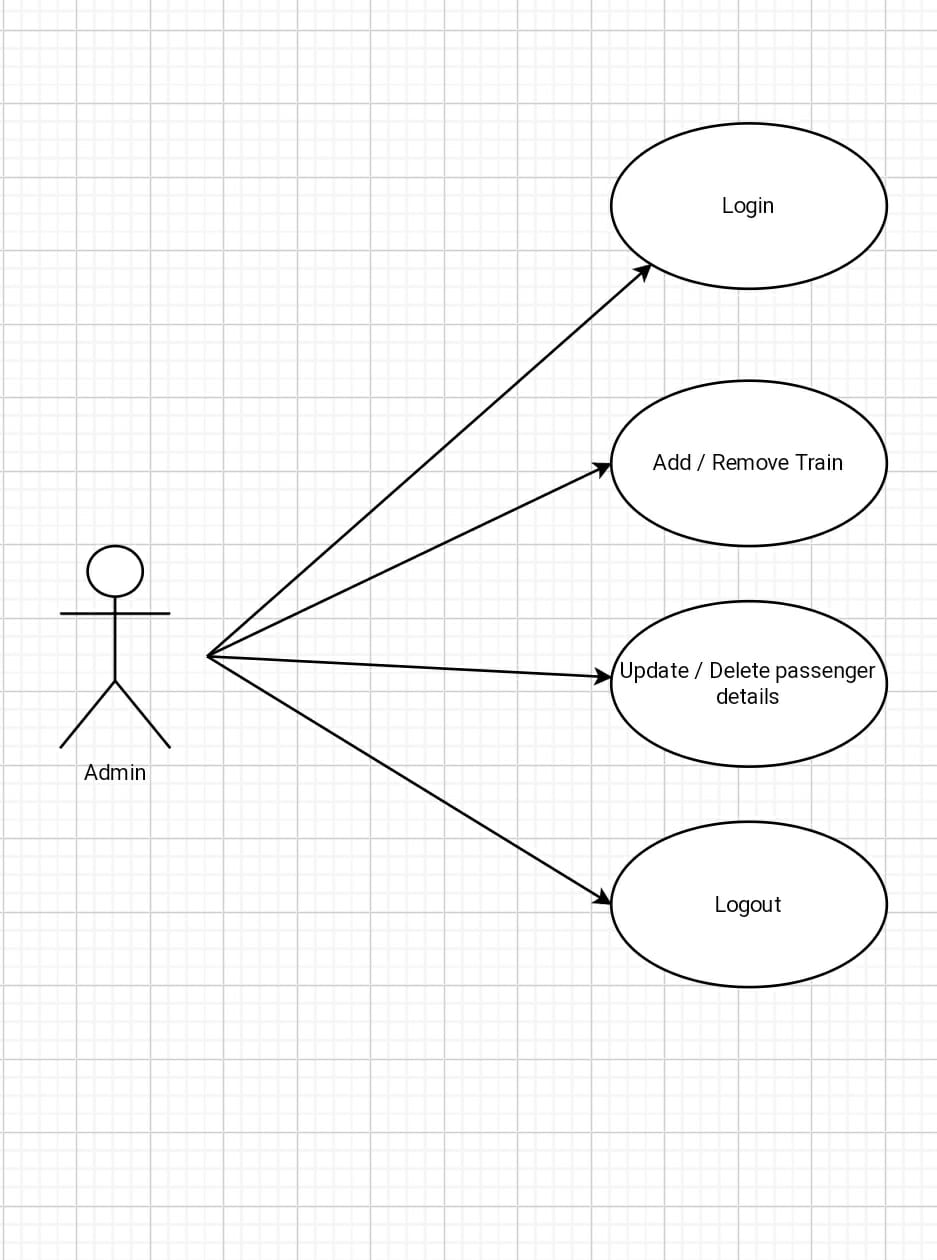 Login
Add / Remove Train
Update / Delete passenger
details
Admin
Logout